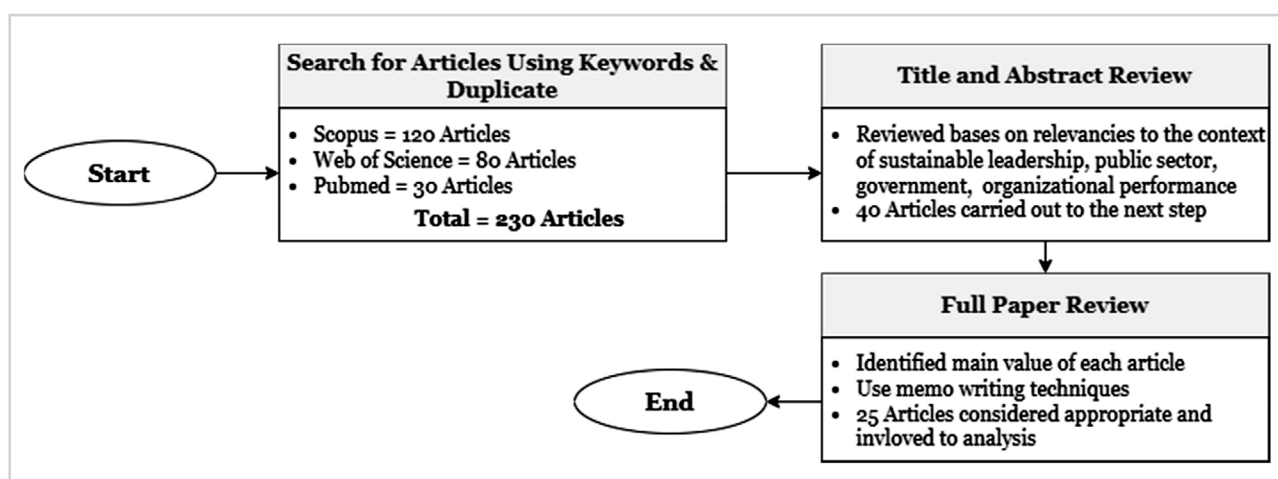 Start
Search for Articles Using Keywords &
Duplicate
• Scopus = 120 Articles
• Web of Science = 80 Articles
• Pubmed = 30 Articles
Total = 230 Articles
Title and Abstract Review
• Reviewed bases on relevancies to the context
of sustainable leadership, public sector,
government, organizational performance
• 40 Articles carried out to the next step
Full Paper Review
• Identified main value of each article
• Use memo writing techniques
• 25 Articles considered appropriate and
invloved to analysis
End